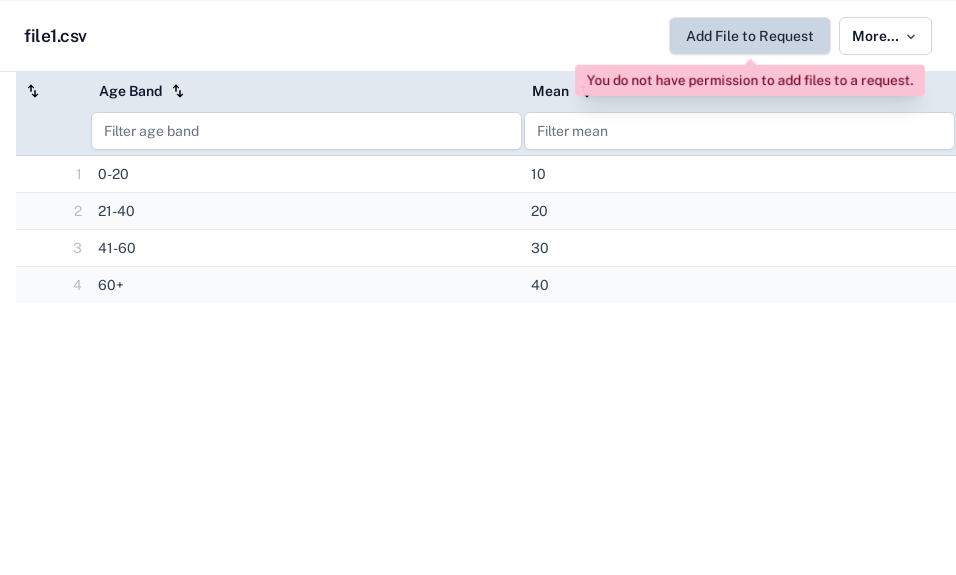 file1.csv
Add File to Request
More...
You do not have permission to add files to a request.
Age Band
Mean
Filter age band
Filter mean
1 0-20 10
2 21-40 20
3 41-60 30
4 60+ 40